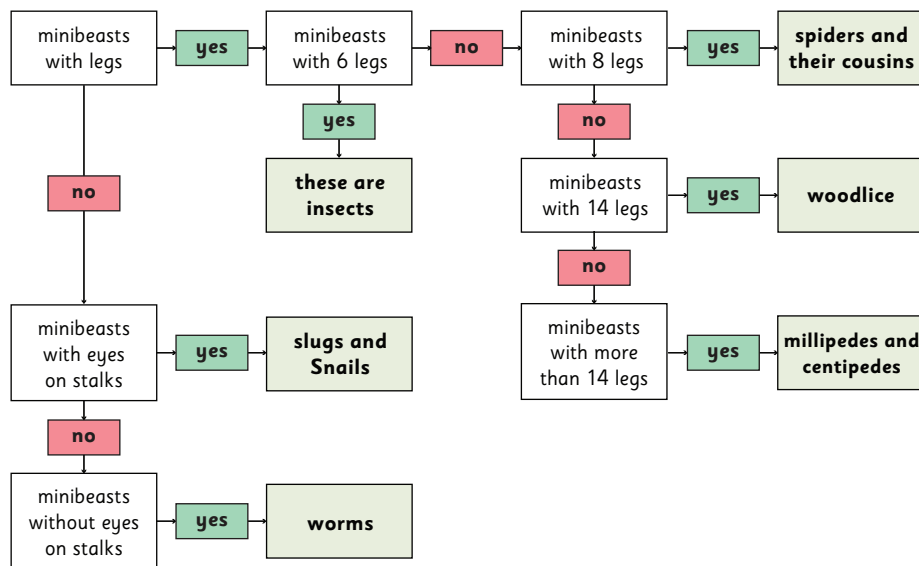 minibeasts
with legs
yes
minibeasts
with 6 legs
no
minibeasts
with 8 legs
yes
spiders and
their cousins
yes
these are
insects
no
minibeasts
with 14 legs
yes
woodlice
no
no
minibeasts
with more
than 14 legs
yes
millipedes and
centipedes
minibeasts
with eyes
on stalks
yes
slugs and
Snails
no
minibeasts
without eyes
on stalks
yes
worms